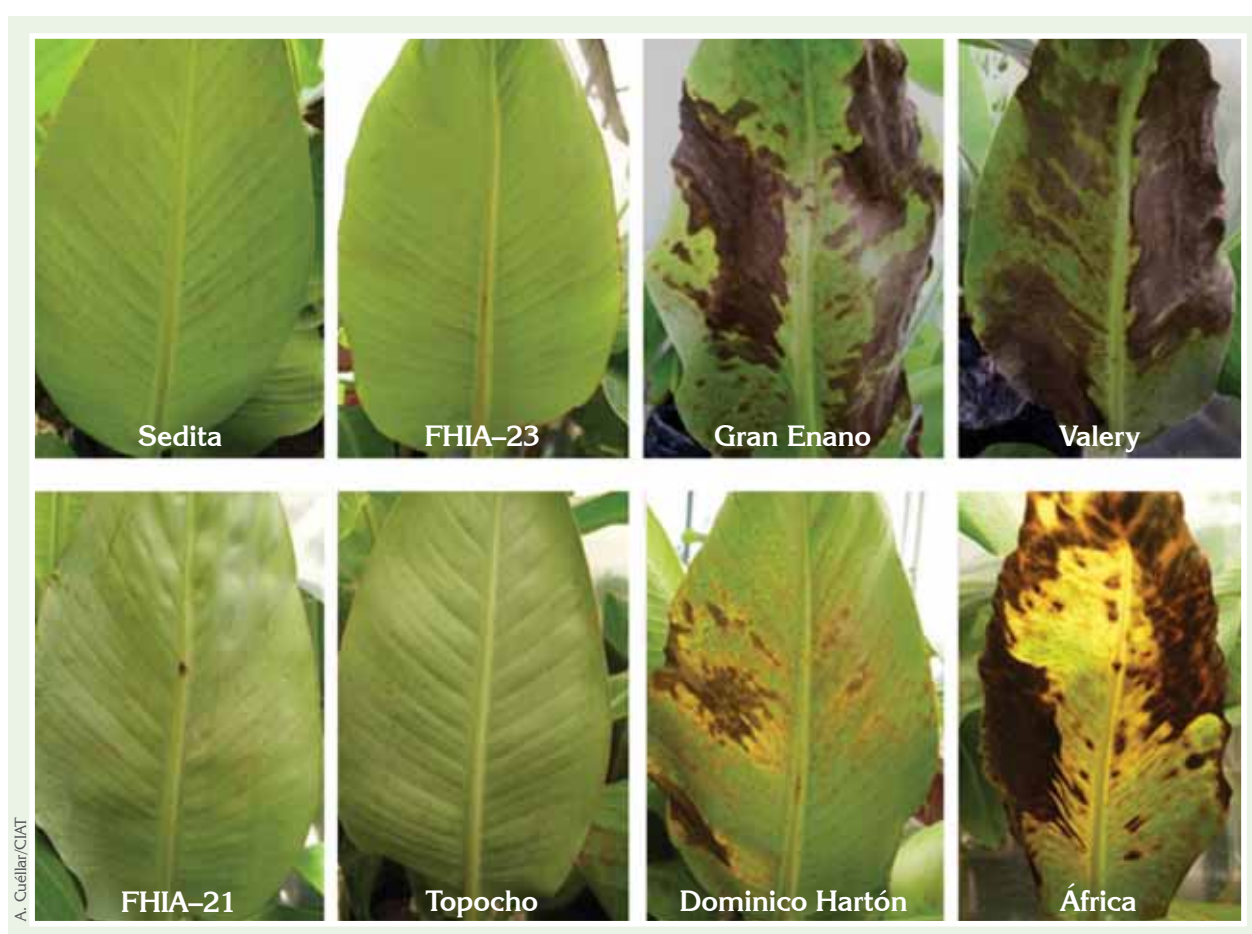 Sedita
FHIA–23
Gran Enano
Valery
FHIA–21
Topocho
Dominico Hartón
África
A. Cuéllar/CIAT